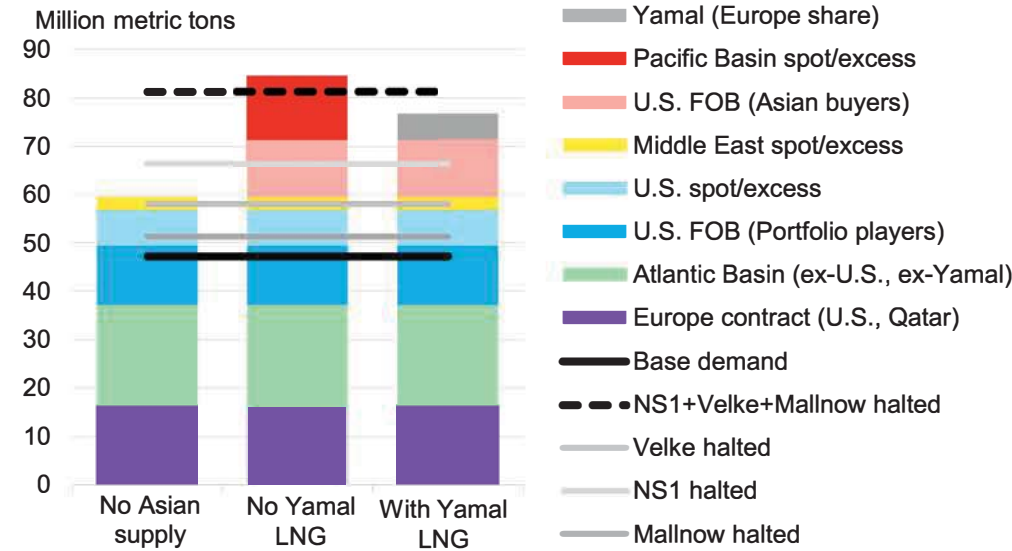 Million metric tons
90
80
70
60
50
40
30
20
10
0
No Asian
supply
No Yamal
LNG
With Yamal
LNG
Yamal (Europe share)
Pacific Basin spot/excess
U.S. FOB (Asian buyers)
Middle East spot/excess
U.S. spot/excess
U.S. FOB (Portfolio players)
Atlantic Basin (ex-U.S., ex-Yamal)
Europe contract (U.S., Qatar)
Base demand
NS1+Velke+Mallnow halted
Velke halted
NS1 halted
Mallnow halted